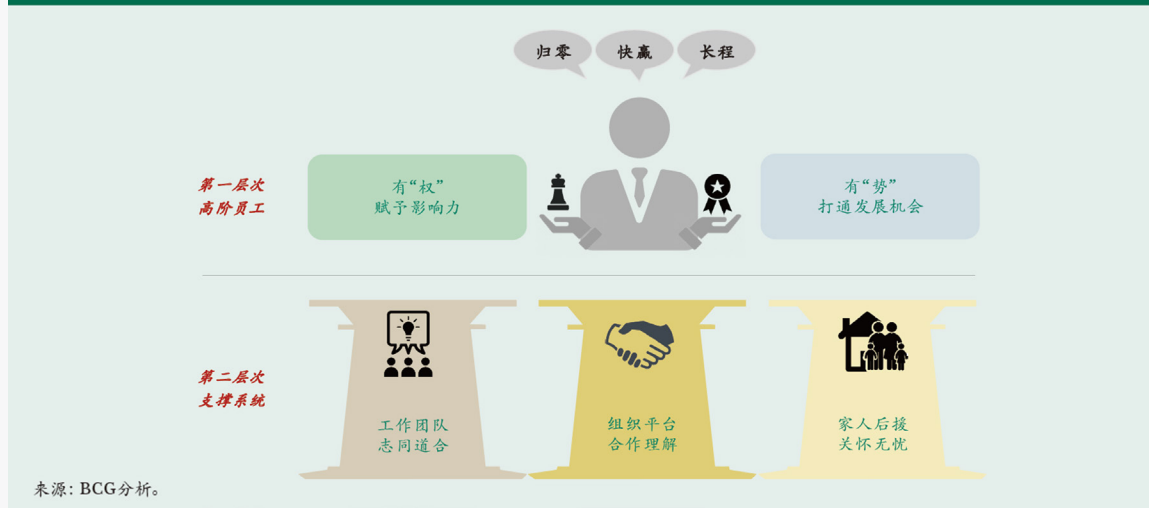 归零
快赢
长程
第一层次
高阶员工
有“权”
赋予影响力
有“势”
打通发展机会
第二层次
支撑系统
工作团队
志同道合
组织平台
合作理解
家人后援
关怀无忧
来源：BCG分析。